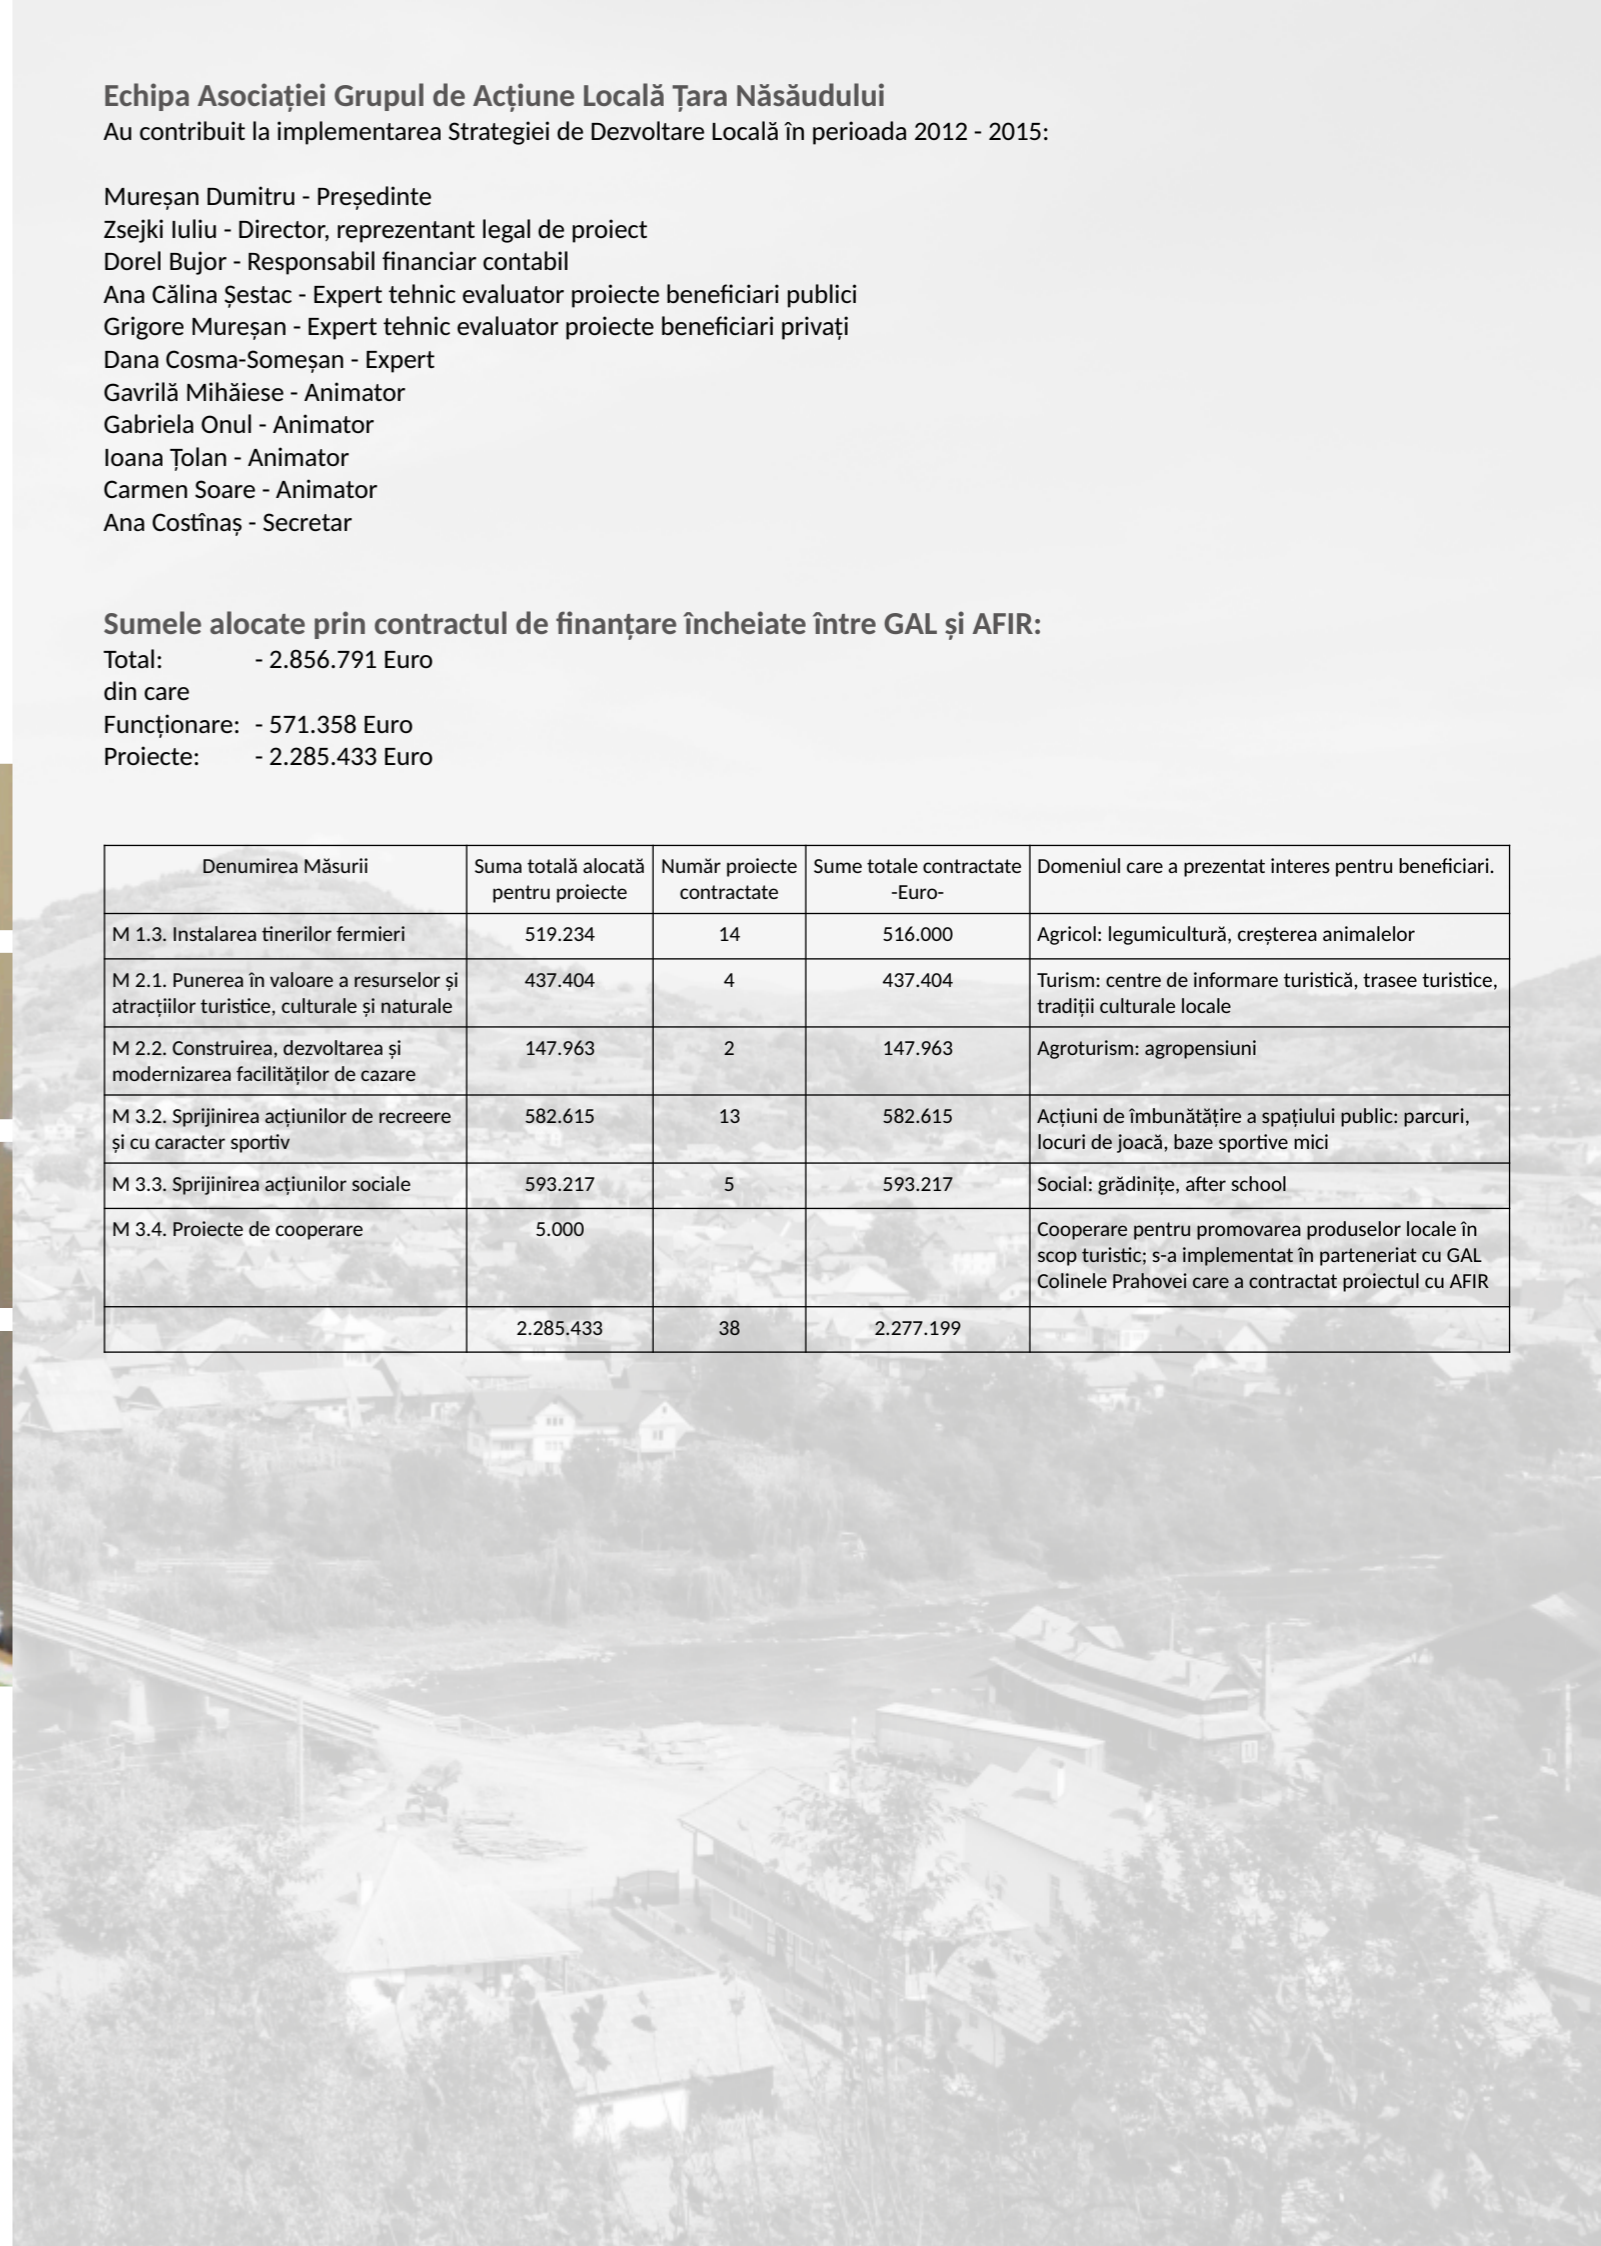 Echipa Asociației Grupul de Acțiune Locală Țara Năsăudului
Au contribuit la implementarea Strategiei de Dezvoltare Locală în perioada 2012 - 2015:
Mureșan Dumitru - Președinte
Zsejki Iuliu - Director, reprezentant legal de proiect
Dorel Bujor - Responsabil financiar contabil
Ana Călina Șestac - Expert tehnic evaluator proiecte beneficiari publici
Grigore Mureșan - Expert tehnic evaluator proiecte beneficiari privați
Dana Cosma-Someșan - Expert
Gavrilă Mihăiese - Animator
Gabriela Onul - Animator
Ioana Țolan - Animator
Carmen Soare - Animator
Ana Costînaș - Secretar
Sumele alocate prin contractul de finanțare încheiate între GAL și AFIR:
Total: - 2.856.791 Euro
din care
Funcționare: - 571.358 Euro
Proiecte: - 2.285.433 Euro
Denumirea Măsurii Suma totală alocată Număr proiecte Sume totale contractate Domeniul care a prezentat interes pentru beneficiari.
pentru proiecte contractate -Euro-
M 1.3. Instalarea tinerilor fermieri 519.234 14 516.000 Agricol: legumicultură, creșterea animalelor
M 2.1. Punerea în valoare a resurselor și 437.404 4 437.404 Turism: centre de informare turistică, trasee turistice,
atracțiilor turistice, culturale și naturale tradiții culturale locale
M 2.2. Construirea, dezvoltarea și 147.963 2 147.963 Agroturism: agropensiuni
modernizarea facilităților de cazare
M 3.2. Sprijinirea acțiunilor de recreere 582.615 13 582.615 Acțiuni de îmbunătățire a spațiului public: parcuri,
și cu caracter sportiv locuri de joacă, baze sportive mici
M 3.3. Sprijinirea acțiunilor sociale 593.217 5 593.217 Social: grădinițe, after school
M 3.4. Proiecte de cooperare 5.000 Cooperare pentru promovarea produselor locale în
scop turistic; s-a implementat în parteneriat cu GAL
Colinele Prahovei care a contractat proiectul cu AFIR
2.285.433 38 2.277.199